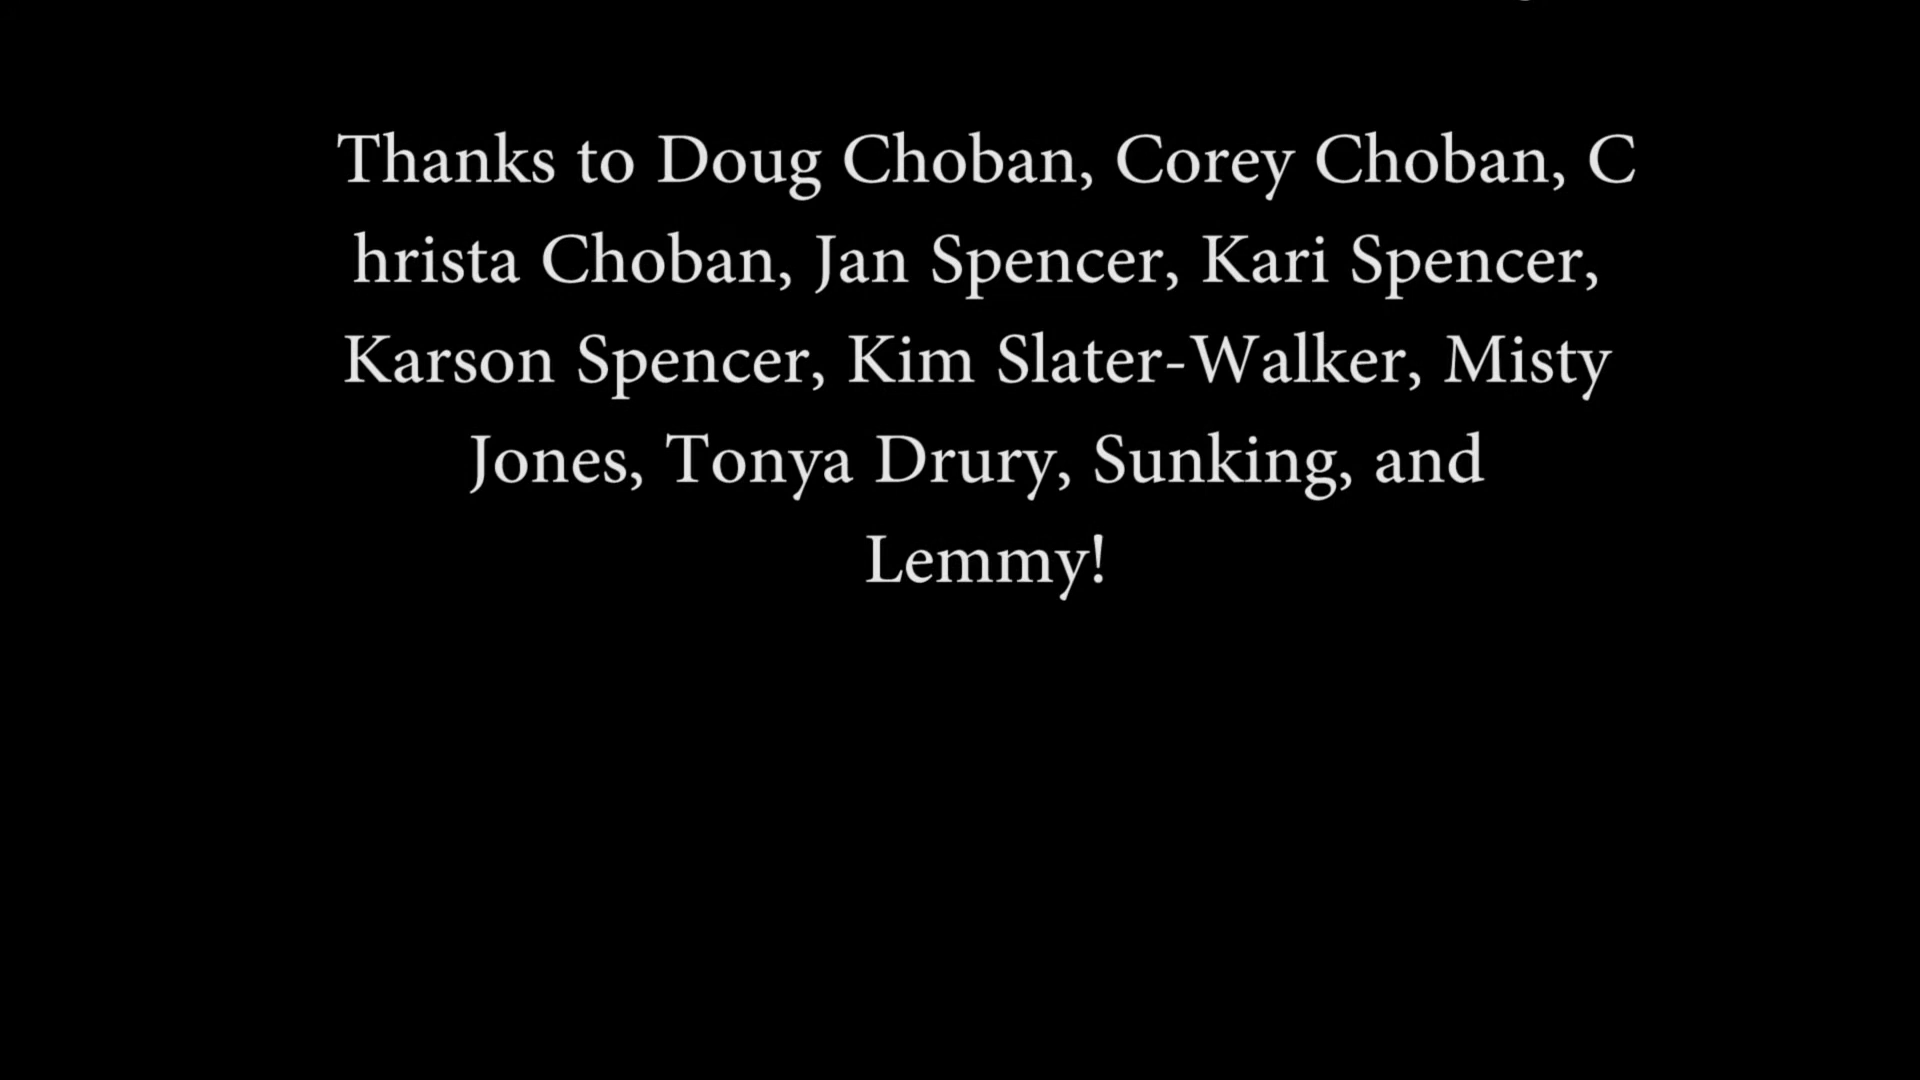 Thanks to Doug Choban, Corey Choban, C
hrista Choban, Jan Spencer, Kari Spencer,
Karson Spencer, Kim Slater-Walker, Misty
Jones, Tonya Drury, Sunking, and
Lemmy!